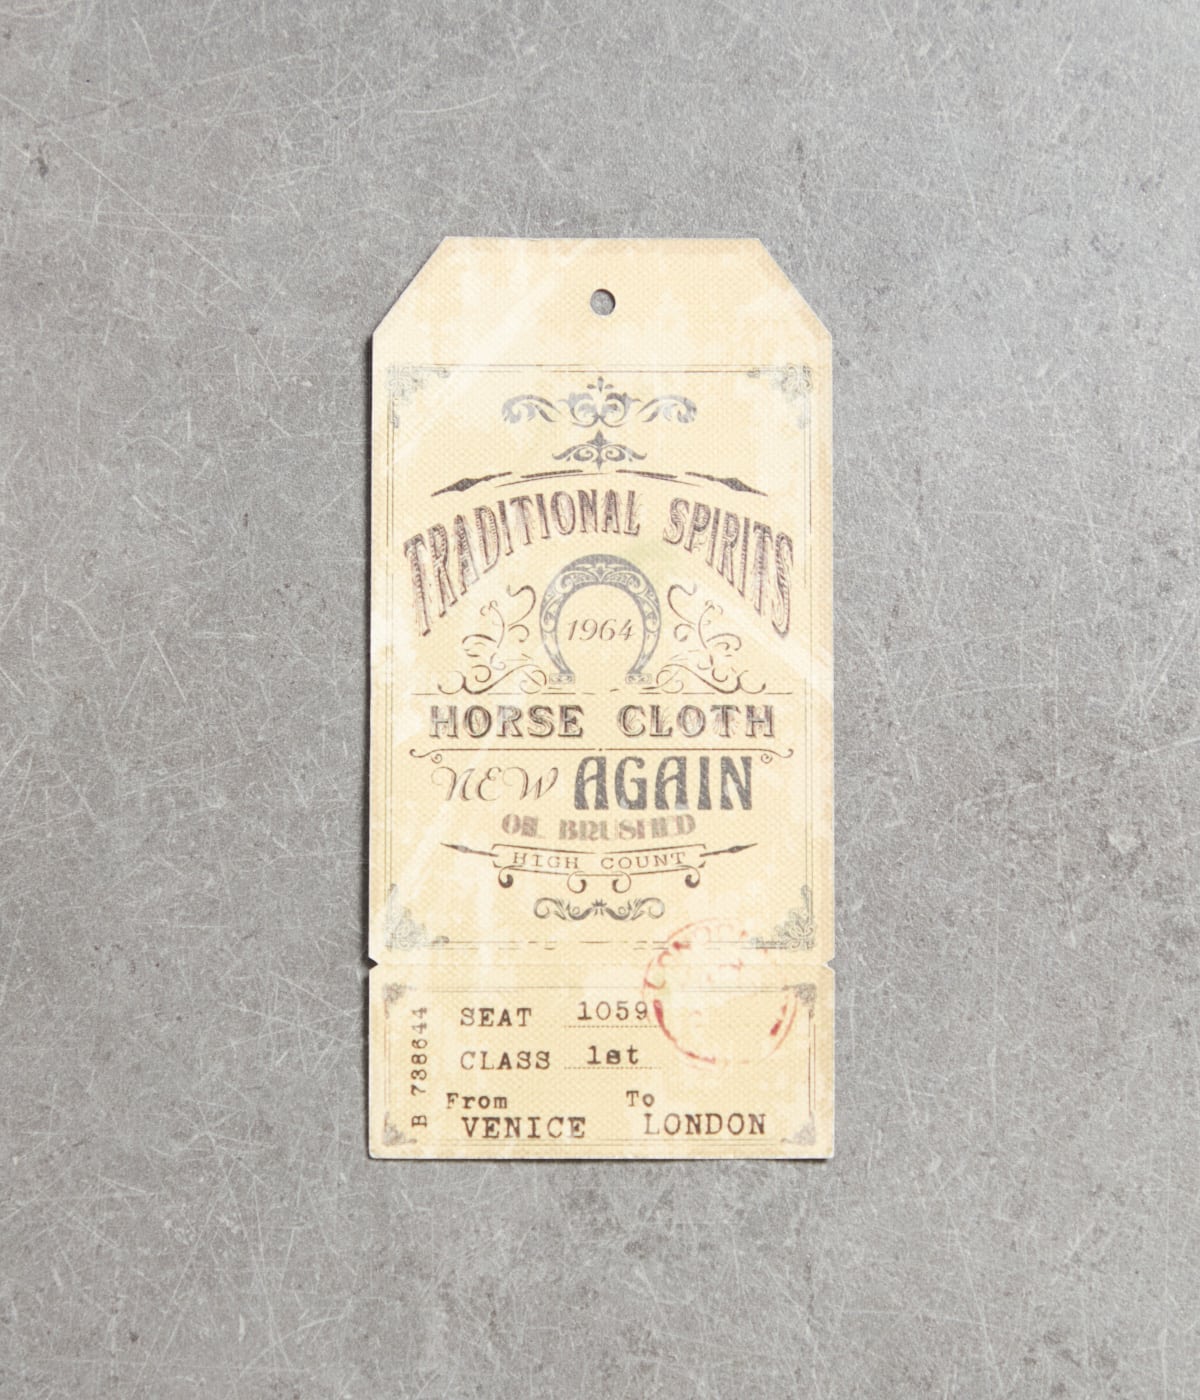 TRADITIONAL SPIRITS
1964
HORSE CLOTH
NEW AGAIN
OIL BRUSHED
HIGH COUNT
LONDON
SEAT 1059
CLASS 1st
From To
VENICE LONDON
B 738644